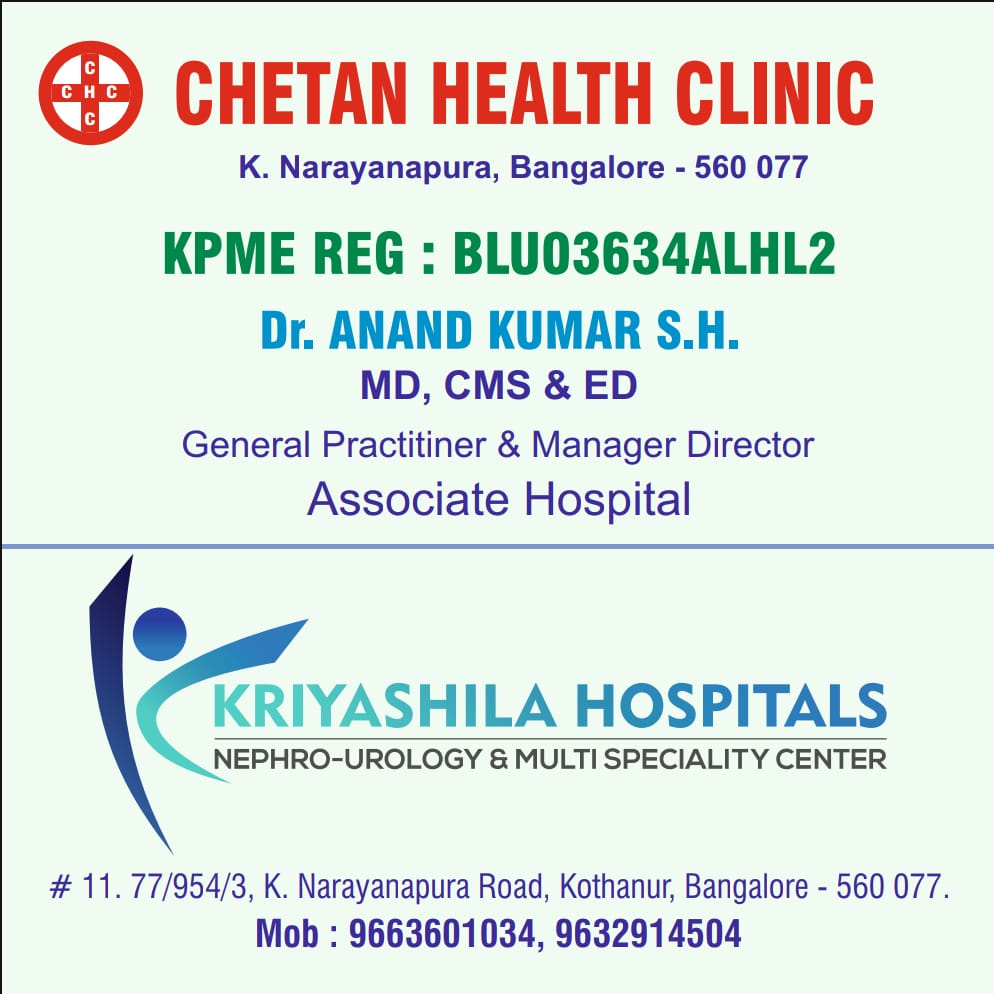 C
C H C
C
CHETAN HEALTH CLINIC
K. Narayanapura, Bangalore - 560 077
KPME REG : BLU03634ALHL2
Dr. ANAND KUMAR S.H.
MD, CMS & ED
General Practitiner & Manager Director
Associate Hospital
KRIYASHILA HOSPITALS
NEPHRO-UROLOGY & MULTI SPECIALITY CENTER
# 11. 77/954/3, K. Narayanapura Road, Kothanur, Bangalore - 560 077.
Mob : 9663601034, 9632914504